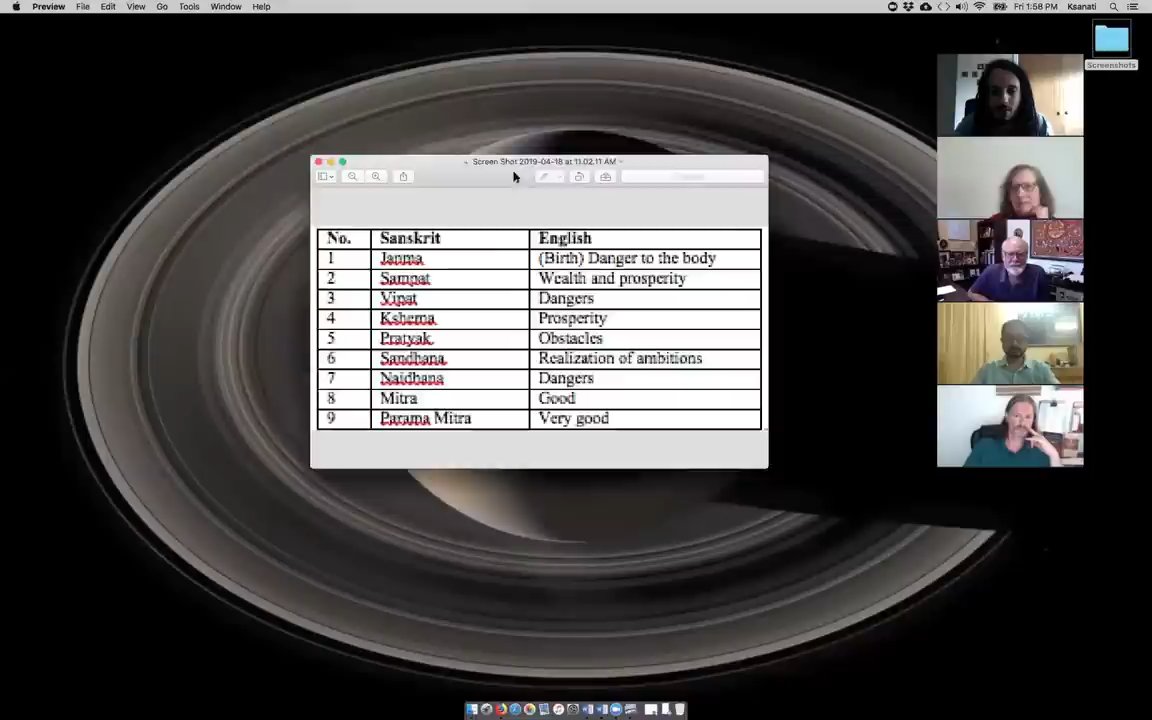 Preview File Edit View Go Tools Window Help Fri 1:58 PM Ksanati
Screenshots
Screen Shot 2019-04-18 at 11.02.11 AM
No. Sanskrit English
1 Janma (Birth) Danger to the body
2 Sampat Wealth and prosperity
3 Vipat Dangers
4 Kshema Prosperity
5 Pratyak Obstacles
6 Sandhana Realization of ambitions
7 Naidhana Dangers
8 Mitra Good
9 Parama Mitra Very good